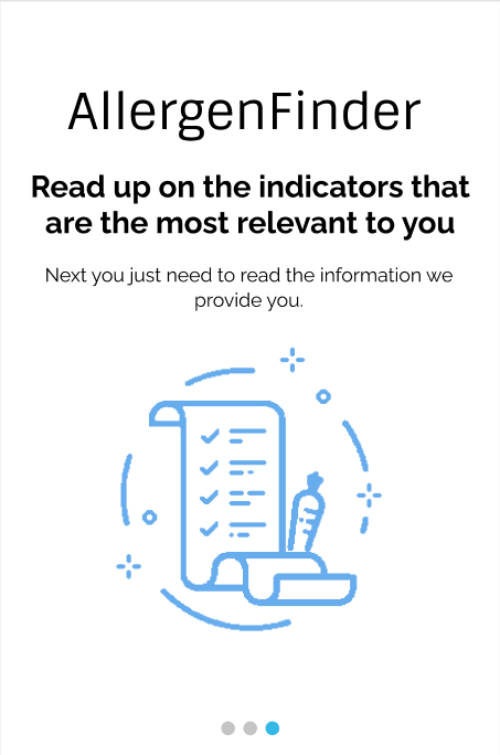 AllergenFinder
Read up on the indicators that
are the most relevant to you
Next you just need to read the information we
provide you.